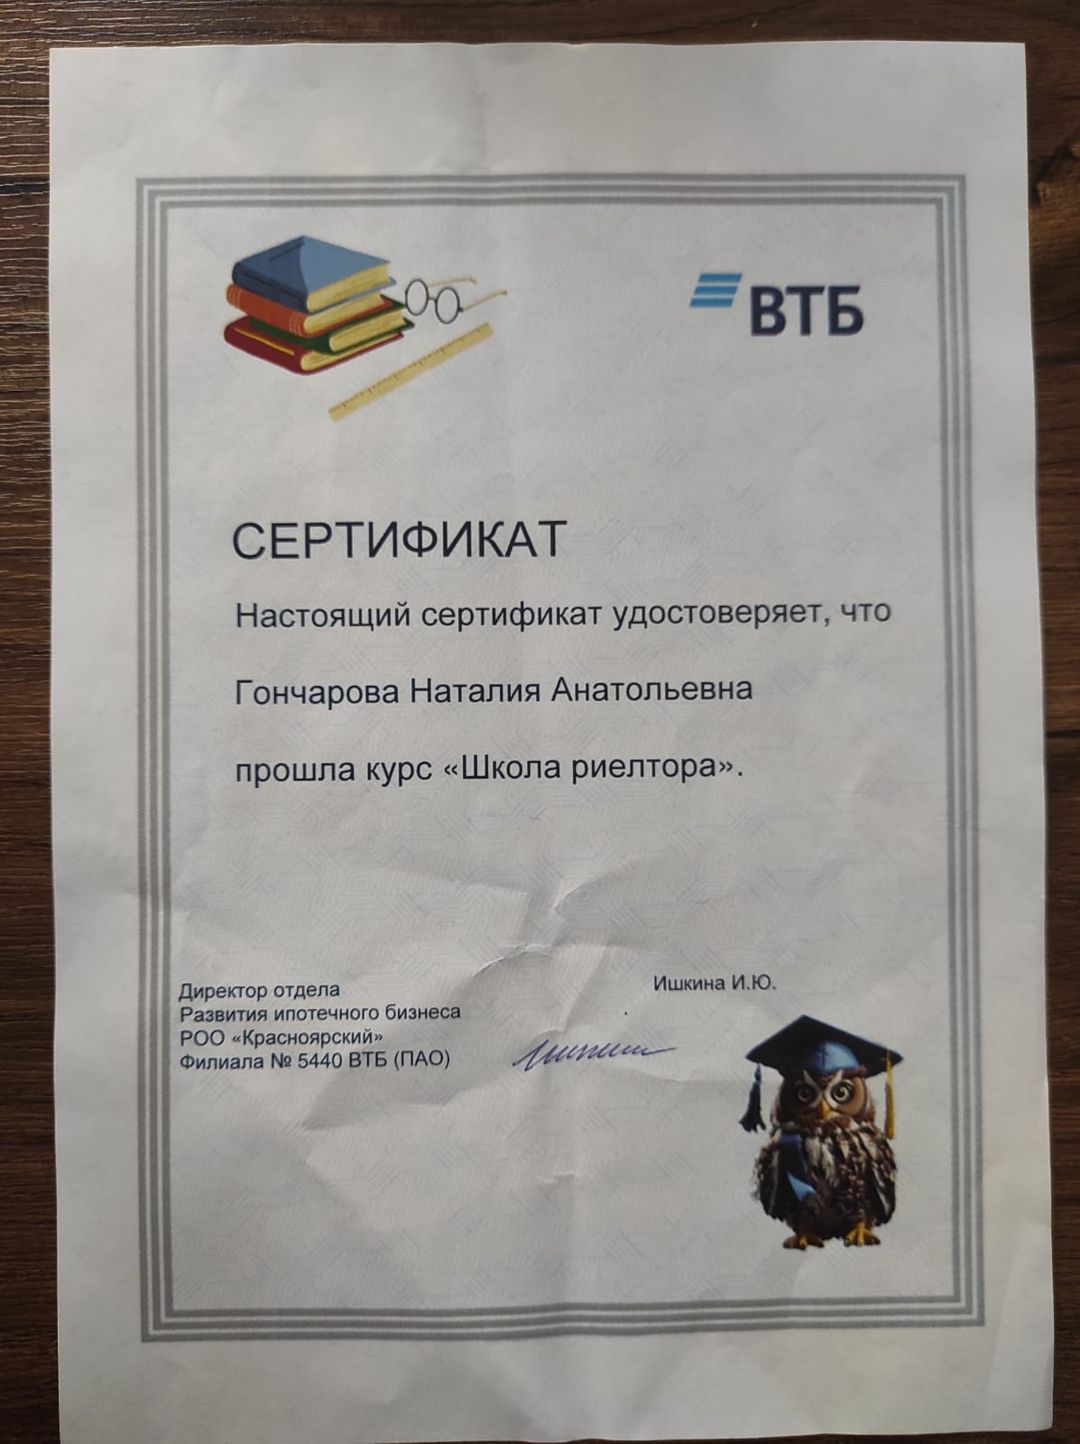 ВТБ
СЕРТИФИКАТ
Настоящий сертификат удостоверяет, что
Гончарова Наталия Анатольевна
прошла курс «Школа риелтора».
Директор отдела
Развития ипотечного бизнеса
РОО «Красноярский»
Филиала № 5440 ВТБ (ПАО)
Ишкина И.Ю.